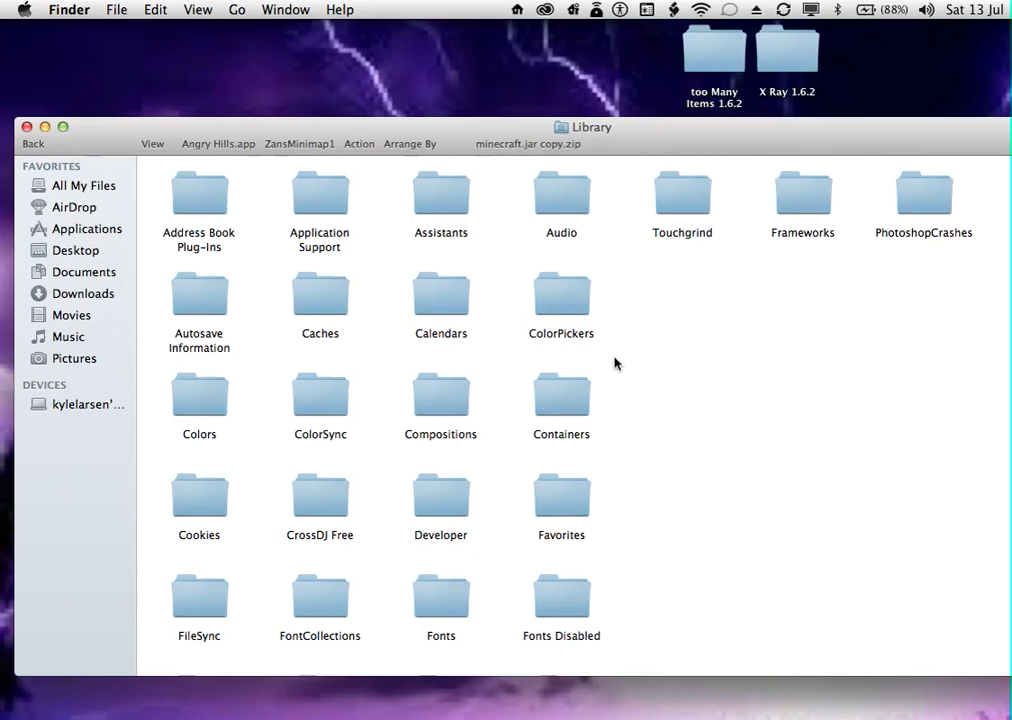 Finder File Edit View Go Window Help (88%) Sat 13 Jul
too Many
Items 1.6.2
X Ray 1.6.2
Library
Back View Angry Hills.app ZansMinimap1 Action Arrange By minecraft.jar copy.zip
FAVORITES
All My Files
AirDrop
Applications
Desktop
Documents
Downloads
Movies
Music
Pictures
DEVICES
kylelarsen’...
Address Book
Plug-Ins
Application
Support
Assistants
Audio
Touchgrind
Frameworks
PhotoshopCrashes
Autosave
Information
Caches
Calendars
ColorPickers
Colors
ColorSync
Compositions
Containers
Cookies
CrossDJ Free
Developer
Favorites
FileSync
FontCollections
Fonts
Fonts Disabled